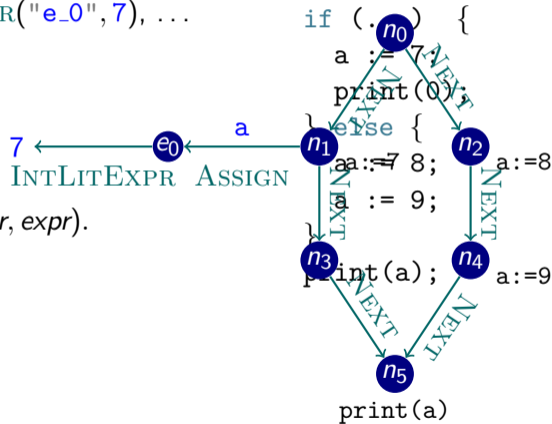 R("e_0", 7), ...
if (...) {
a := 7;
print(0);
} else {
a := 8;
a := 9;
}
print(a);
n0
NEXT
NEXT
7
INTLITEXPR
e0
a
ASSIGN
n1
a:=7
n2
a:=8
r, expr).
NEXT
NEXT
n3
n4
a:=9
NEXT
NEXT
n5
print(a)